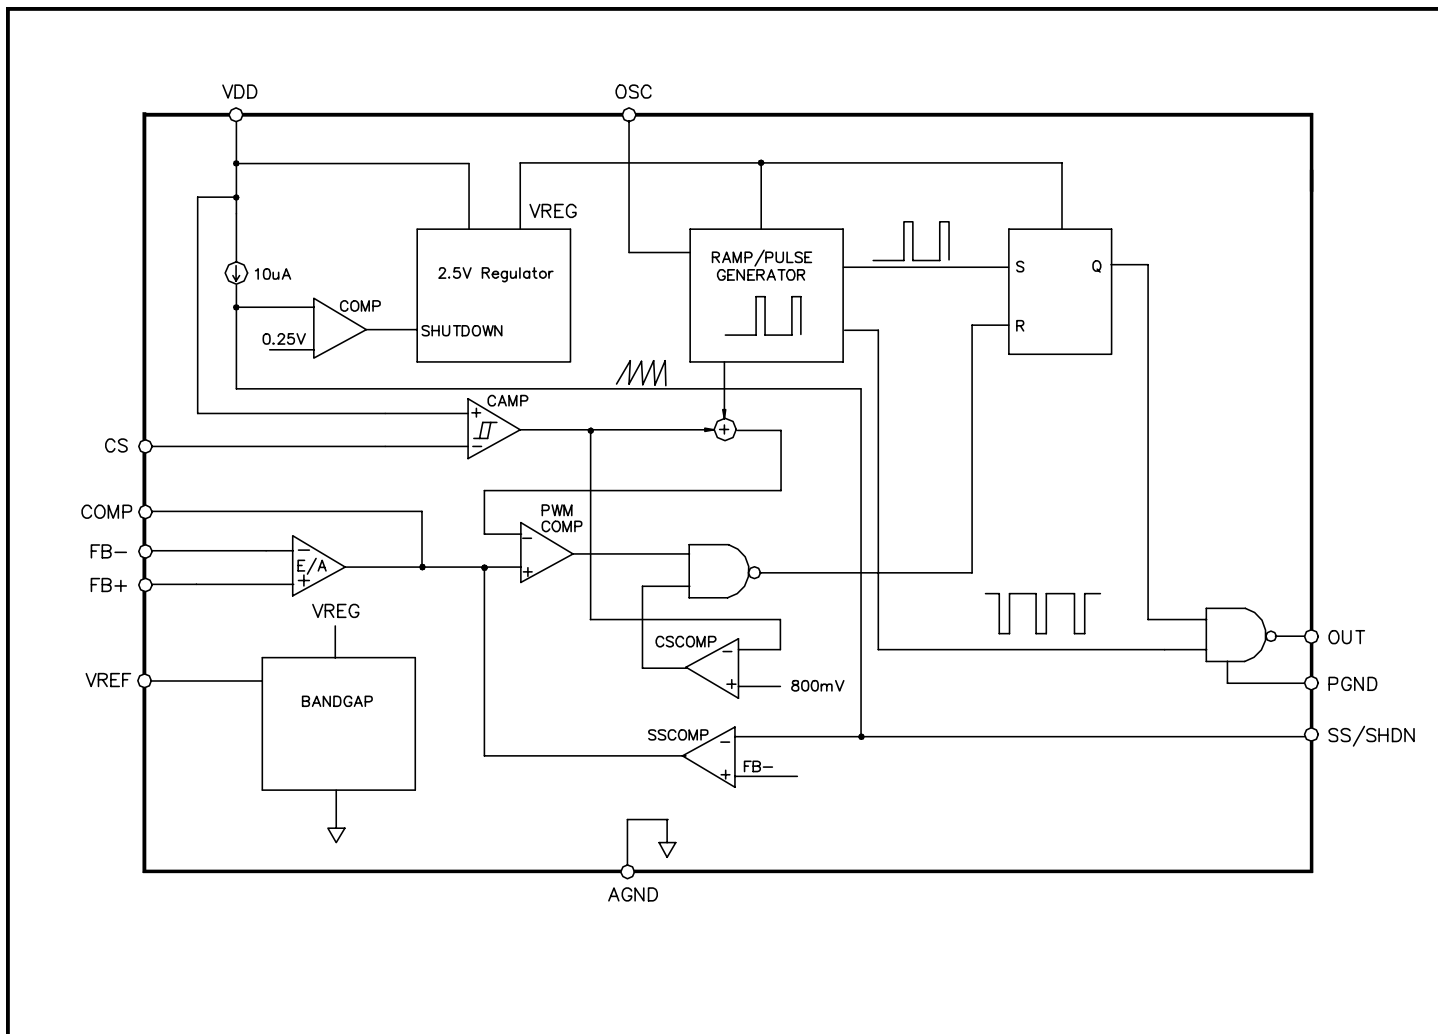 VDD
OSC
VREG
2.5V Regulator
SHUTDOWN
10uA
COMP
0.25V
RAMP/PULSE
GENERATOR
S
Q
R
CAMP
+
−
+
CS
COMP
PWM
COMP
−
+
FB−
FB+
−
E/A
+
VREG
VREF
BANDGAP
CSCOMP
−
+
800mV
OUT
PGND
SSCOMP
−
+
FB−
SS/SHDN
AGND